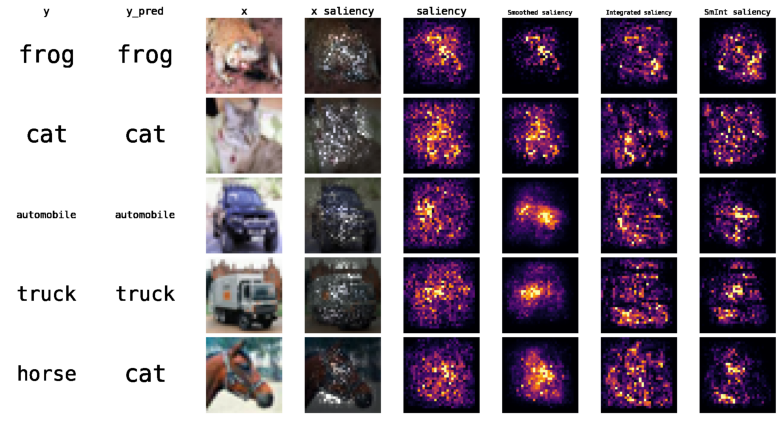 y y_pred x x saliency saliency Smoothed saliency Integrated saliency SmInt saliency
frog frog
cat cat
automobile automobile
truck truck
horse cat